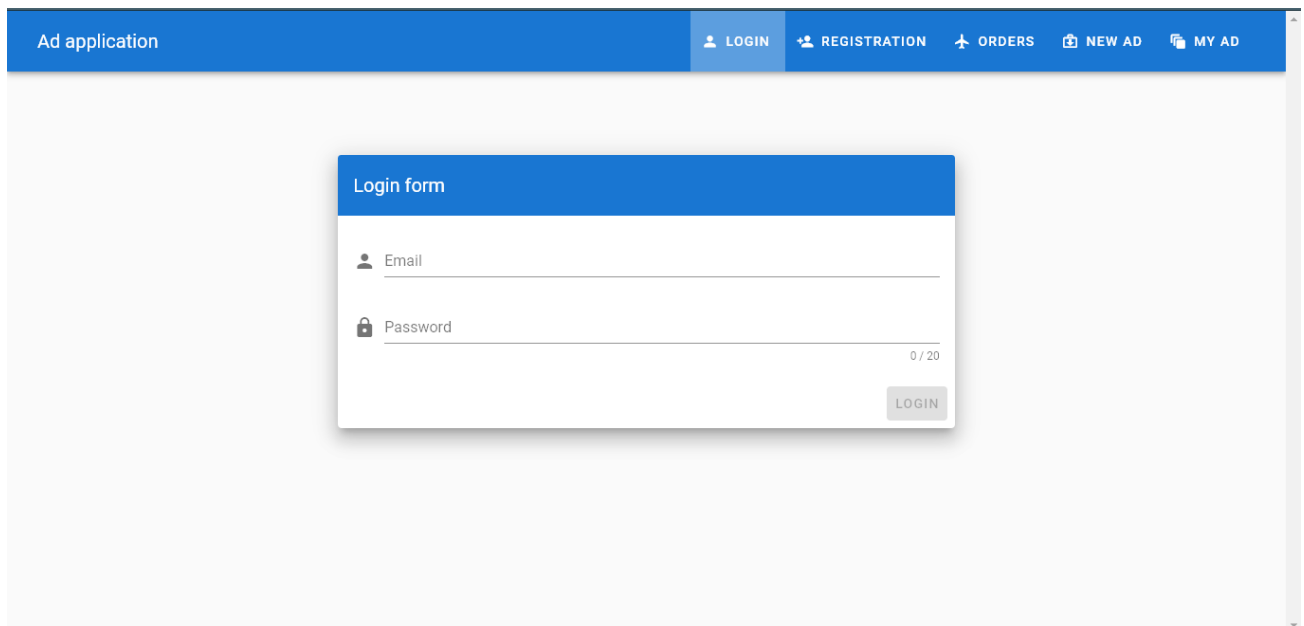 Ad application LOGIN REGISTRATION ORDERS NEW AD MY AD
Login form
Email
Password
0 / 20
LOGIN